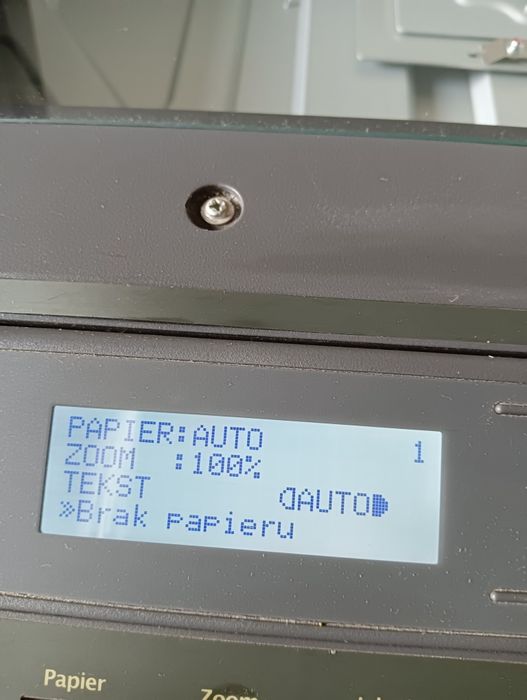 PAPIER:AUTO 1
ZOOM :100%
TEKST
AUTO
»Brak papieru
Papier
Zoom